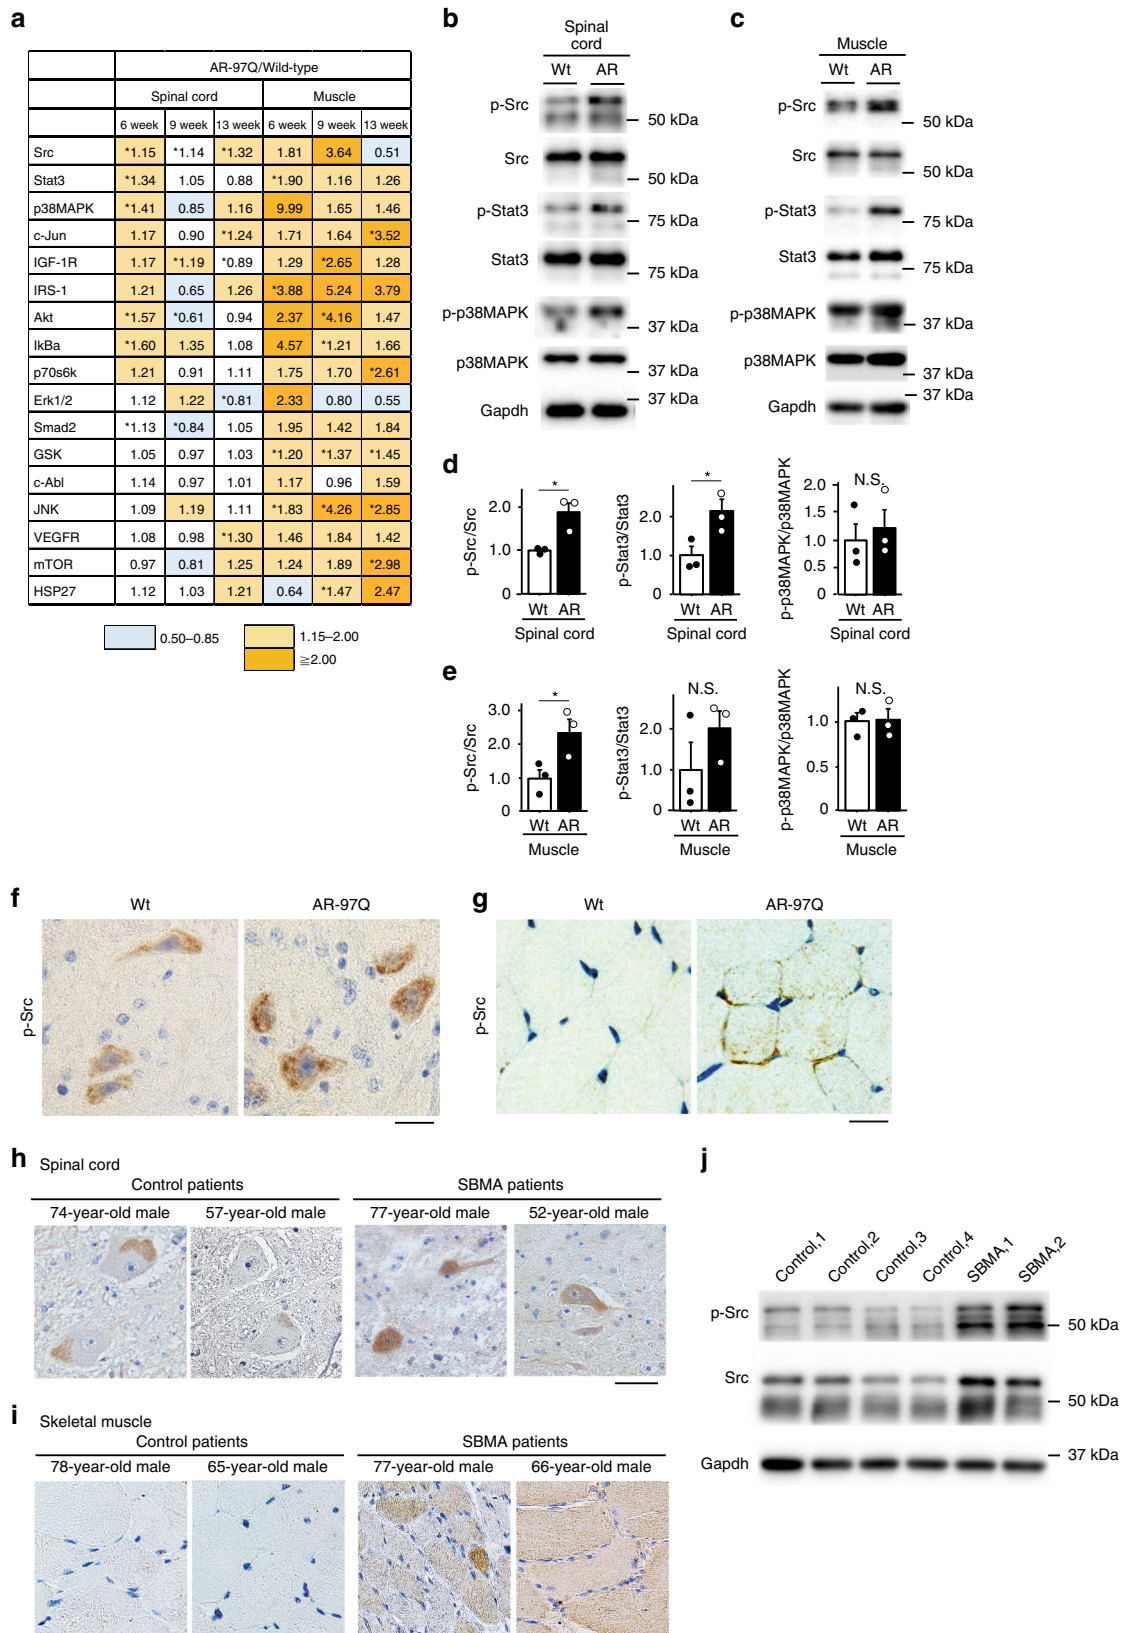 a
AR-97Q/Wild-type
Spinal cord Muscle
6 week 9 week 13 week 6 week 9 week 13 week
Src *1.15 *1.14 *1.32 1.81 3.64 0.51
Stat3 *1.34 1.05 0.88 *1.90 1.16 1.26
p38MAPK *1.41 0.85 1.16 9.99 1.65 1.46
c-Jun 1.17 0.90 *1.24 1.71 1.64 *3.52
IGF-1R 1.17 *1.19 *0.89 1.29 *2.65 1.28
IRS-1 1.21 0.65 1.26 *3.88 5.24 3.79
Akt *1.57 *0.61 0.94 2.37 *4.16 1.47
IkBa *1.60 1.35 1.08 4.57 *1.21 1.66
p70s6k 1.21 0.91 1.11 1.75 1.70 *2.61
Erk1/2 1.12 1.22 *0.81 2.33 0.80 0.55
Smad2 *1.13 *0.84 1.05 1.95 1.42 1.84
GSK 1.05 0.97 1.03 *1.20 *1.37 *1.45
c-Abl 1.14 0.97 1.01 1.17 0.96 1.59
JNK 1.09 1.19 1.11 *1.83 *4.26 *2.85
VEGFR 1.08 0.98 *1.30 1.46 1.84 1.42
mTOR 0.97 0.81 1.25 1.24 1.89 *2.98
HSP27 1.12 1.03 1.21 0.64 *1.47 2.47
0.50–0.85
1.15–2.00
≧2.00
b
Spinal
cord
Wt AR
p-Src
50 kDa
Src
50 kDa
p-Stat3
75 kDa
Stat3
75 kDa
p-p38MAPK
37 kDa
p38MAPK
37 kDa
Gapdh
37 kDa
c
Muscle
Wt AR
p-Src
50 kDa
Src
50 kDa
p-Stat3
75 kDa
Stat3
75 kDa
p-p38MAPK
37 kDa
p38MAPK
37 kDa
37 kDa
Gapdh
d
p-Src/Src
2.0
1.0
0
*
Wt AR
Spinal cord
p-Stat3/Stat3
2.0
1.0
0
*
Wt AR
Spinal cord
p-p38MAPK/p38MAPK
2.0
1.5
1.0
0.5
0
N.S.
Wt AR
Spinal cord
e
p-Src/Src
3.0
2.0
1.0
0
*
Wt AR
Muscle
p-Stat3/Stat3
2.0
1.0
0
N.S.
Wt AR
Muscle
p-p38MAPK/p38MAPK
1.0
0.5
0
N.S.
Wt AR
Muscle
f
Wt AR-97Q
p-Src
g
Wt AR-97Q
p-Src
h Spinal cord
Control patients SBMA patients
74-year-old male 57-year-old male 77-year-old male 52-year-old male
i Skeletal muscle
Control patients SBMA patients
78-year-old male 65-year-old male 77-year-old male 66-year-old male
j
Control,1 Control,2 Control,3 Control,4 SBMA,1 SBMA,2
p-Src
50 kDa
Src
50 kDa
37 kDa
Gapdh